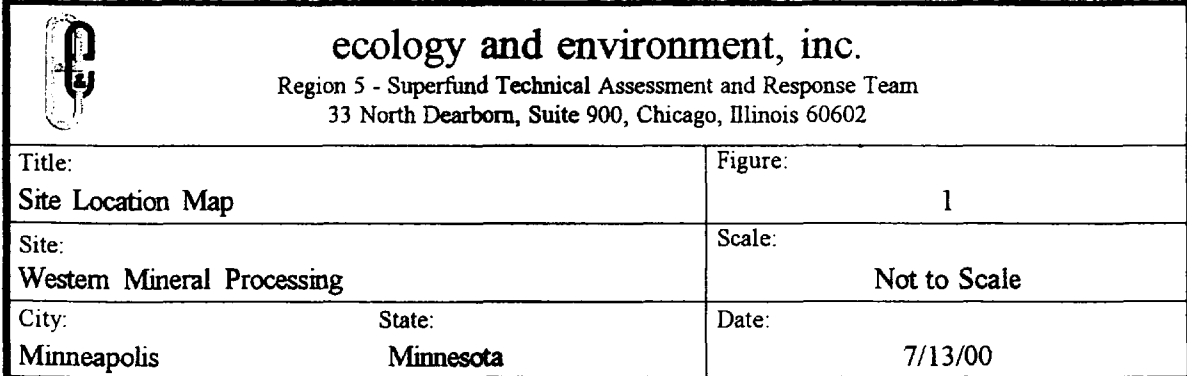 ecology and environment, inc.
Region 5 - Superfund Technical Assessment and Response Team
33 North Dearborn, Suite 900, Chicago, Illinois 60602
Title:
Site Location Map
Figure:
1
Site:
Western Mineral Processing
Scale:
Not to Scale
City:
Minneapolis
State:
Minnesota
Date:
7/13/00